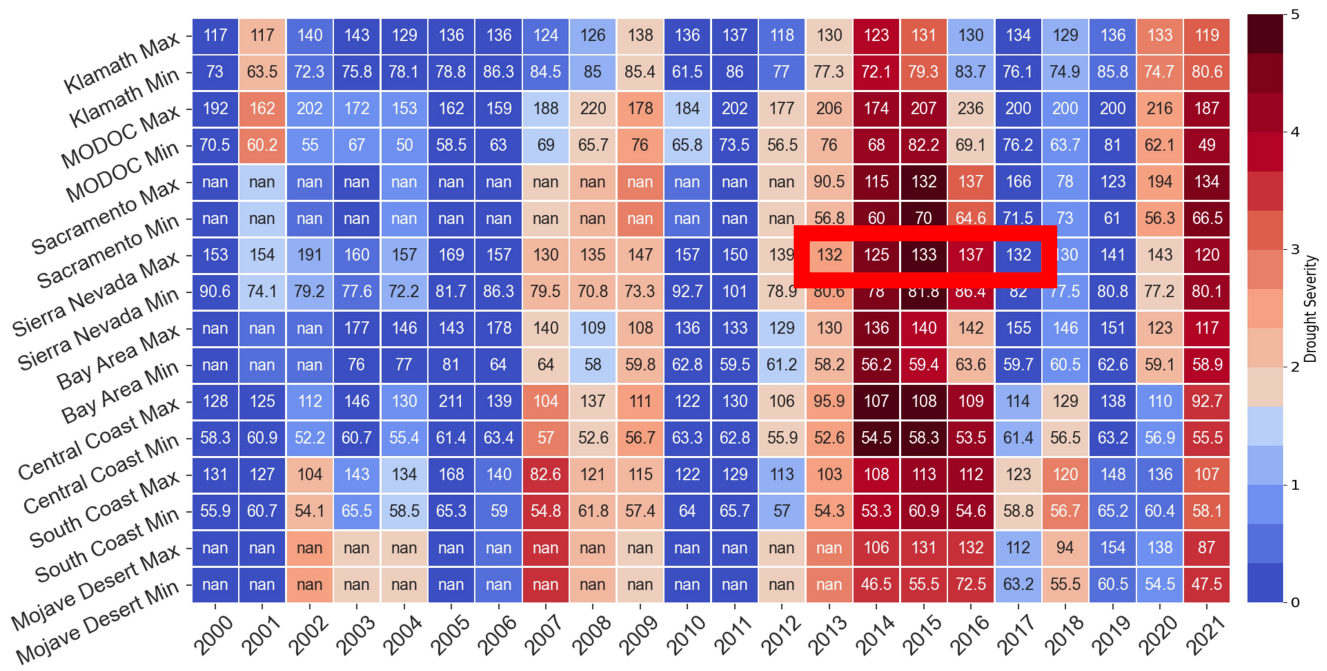 Klamath Max 117 117 140 143 129 136 136 124 126 138 136 137 118 130 123 131 130 134 129 136 133 119
Klamath Min 73 63.5 72.3 75.8 78.1 78.8 86.3 84.5 85 85.4 61.5 86 77 77.3 72.1 79.3 83.7 76.1 74.9 85.8 74.7 80.6
MODOC Max 192 162 202 172 153 162 159 188 220 178 184 202 177 206 174 207 236 200 200 200 216 187
MODOC Min 70.5 60.2 55 67 50 58.5 63 69 65.7 76 65.8 73.5 56.5 76 68 82.2 69.1 76.2 63.7 81 62.1 49
Sacramento Max nan nan nan nan nan nan nan nan nan nan nan nan nan 90.5 115 132 137 166 78 123 194 134
Sacramento Min nan nan nan nan nan nan nan nan nan nan nan nan nan 56.8 60 70 64.6 71.5 73 61 56.3 66.5
Sierra Nevada Max 153 154 191 160 157 169 157 130 135 147 157 150 139 132 125 133 137 132 130 141 143 120
Sierra Nevada Min 90.6 74.1 79.2 77.6 72.2 81.7 86.3 79.5 70.8 73.3 92.7 101 78.9 80.6 78 81.8 86.4 82 77.5 80.8 77.2 80.1
Bay Area Max nan nan nan 177 146 143 178 140 109 108 136 133 129 130 136 140 142 155 146 151 123 117
Bay Area Min nan nan nan 76 77 81 64 64 58 59.8 62.8 59.5 61.2 58.2 56.2 59.4 63.6 59.7 60.5 62.6 59.1 58.9
Central Coast Max 128 125 112 146 130 211 139 104 137 111 122 130 106 95.9 107 108 109 114 129 138 110 92.7
Central Coast Min 58.3 60.9 52.2 60.7 55.4 61.4 63.4 57 52.6 56.7 63.3 62.8 55.9 52.6 54.5 58.3 53.5 61.4 56.5 63.2 56.9 55.5
South Coast Max 131 127 104 143 134 168 140 82.6 121 115 122 129 113 103 108 113 112 123 120 148 136 107
South Coast Min 55.9 60.7 54.1 65.5 58.5 65.3 59 54.8 61.8 57.4 64 65.7 57 54.3 53.3 60.9 54.6 58.8 56.7 65.2 60.4 58.1
Mojave Desert Max nan nan nan nan nan nan nan nan nan nan nan nan nan nan 106 131 132 112 94 154 138 87
Mojave Desert Min nan nan nan nan nan nan nan nan nan nan nan nan nan nan 46.5 55.5 72.5 63.2 55.5 60.5 54.5 47.5
2000 2001 2002 2003 2004 2005 2006 2007 2008 2009 2010 2011 2012 2013 2014 2015 2016 2017 2018 2019 2020 2021
5
4
3
2
1
0
Drought Severity